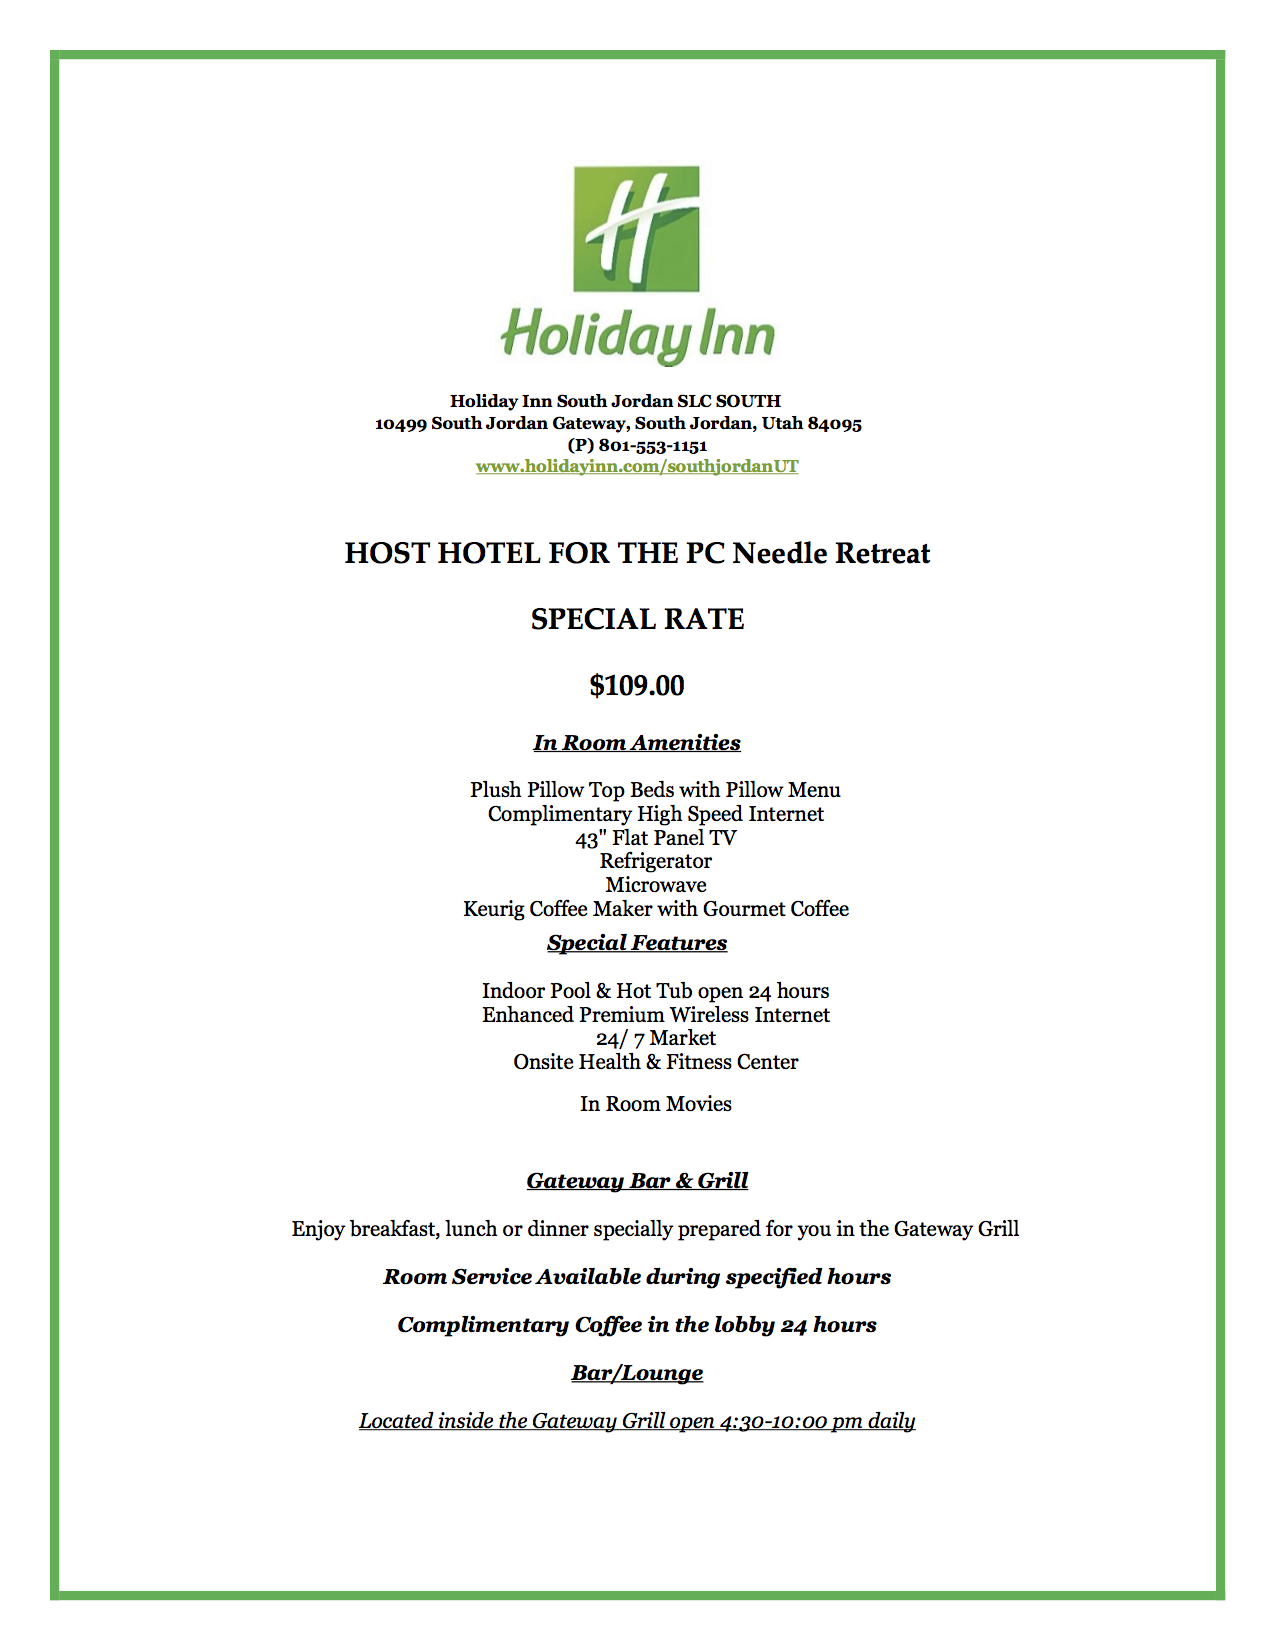 H
Holiday Inn
Holiday Inn South Jordan SLC SOUTH
10499 South Jordan Gateway, South Jordan, Utah 84095
(P) 801-553-1151
www.holidayinn.com/southjordanUT
HOST HOTEL FOR THE PC Needle Retreat
SPECIAL RATE
$109.00
In Room Amenities
Plush Pillow Top Beds with Pillow Menu
Complimentary High Speed Internet
43" Flat Panel TV
Refrigerator
Microwave
Keurig Coffee Maker with Gourmet Coffee
Special Features
Indoor Pool & Hot Tub open 24 hours
Enhanced Premium Wireless Internet
24/ 7 Market
Onsite Health & Fitness Center
In Room Movies
Gateway Bar & Grill
Enjoy breakfast, lunch or dinner specially prepared for you in the Gateway Grill
Room Service Available during specified hours
Complimentary Coffee in the lobby 24 hours
Bar/Lounge
Located inside the Gateway Grill open 4:30-10:00 pm daily